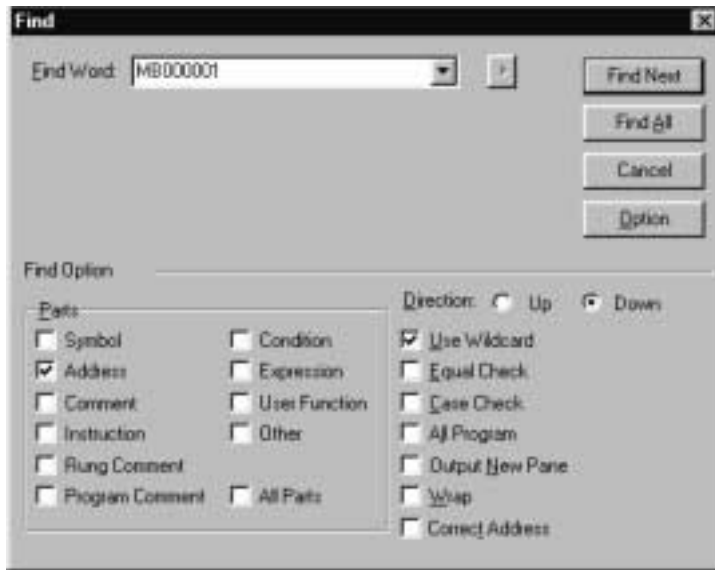 Find
Find Word: MB000001
Find Next
Find All
Cancel
Option
Find Option
Parts
Symbol
Condition
Address
Expression
Comment
User Function
Instruction
Other
Rung Comment
Program Comment
All Parts
Direction: Up Down
Use Wildcard
Equal Check
Case Check
All Program
Output New Pane
Wrap
Correct Address